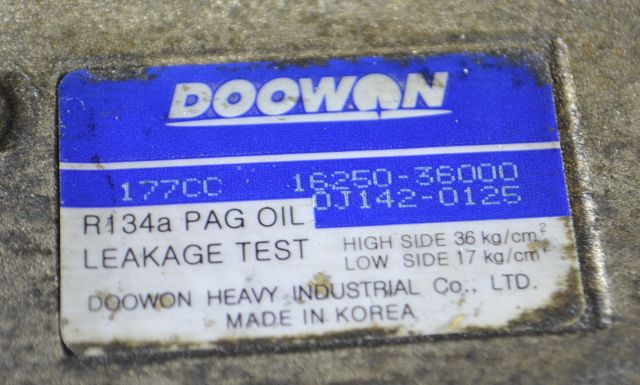 DOOWON
177CC 16250-36000
0J142-0125
R134a PAG OIL
LEAKAGE TEST
HIGH SIDE 36 kg/cm²
LOW SIDE 17 kg/cm²
DOOWON HEAVY INDUSTRIAL Co., LTD.
MADE IN KOREA